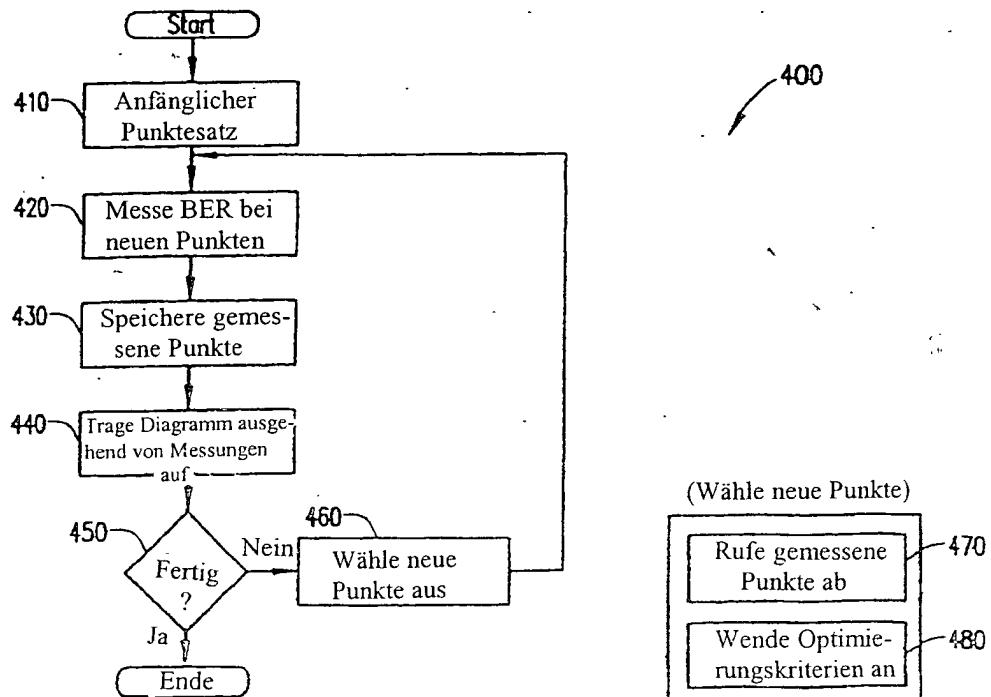 Start
400
410
Anfänglicher
Punktesatz
420
Messe BER bei
neuen Punkten
430
Speichere gemes-
sene Punkte
440
Trage Diagramm ausge-
hend von Messungen
auf
450
Fertig
?
Nein
460
Wähle neue
Punkte aus
Ja
Ende
(Wähle neue Punkte)
Rufe gemessene
Punkte ab
470
Wende Optimie-
rungskriterien an
480